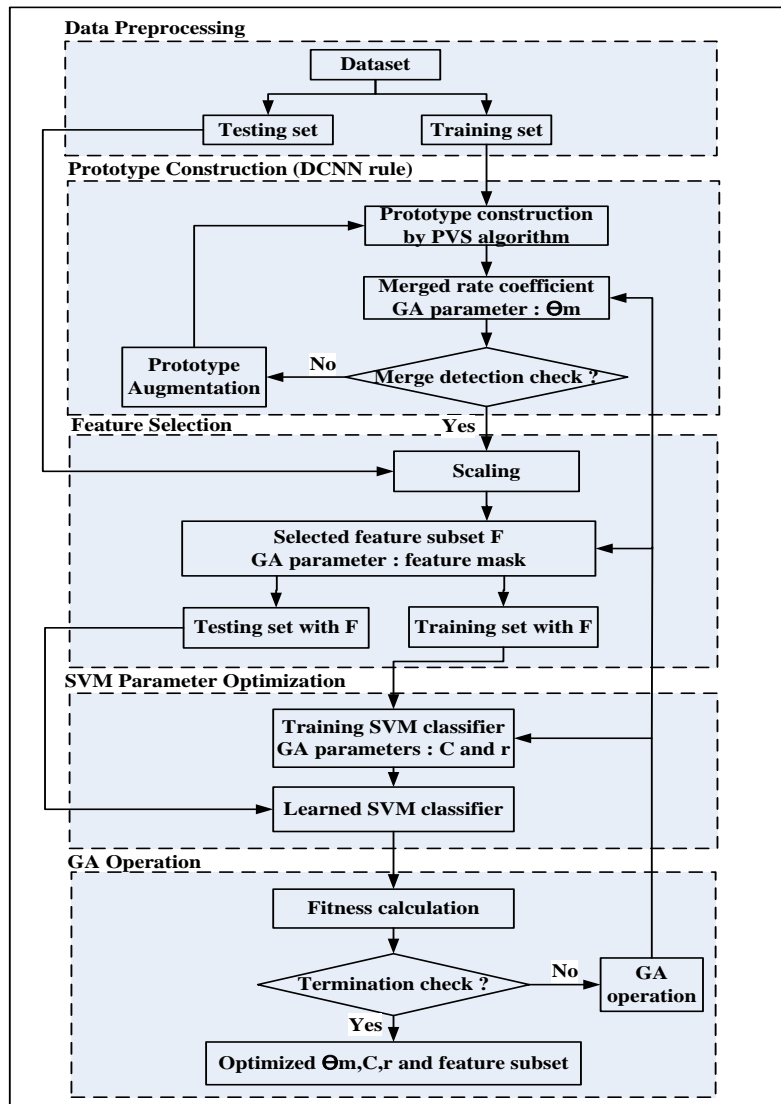 Data Preprocessing
Dataset
Testing set
Training set
Prototype Construction (DCNN rule)
Prototype construction
by PVS algorithm
Merged rate coefficient
GA parameter : ϴm
Prototype
Augmentation
No
Merge detection check ?
Yes
Feature Selection
Scaling
Selected feature subset F
GA parameter : feature mask
Testing set with F
Training set with F
SVM Parameter Optimization
Training SVM classifier
GA parameters : C and r
Learned SVM classifier
GA Operation
Fitness calculation
Termination check ?
No
GA
operation
Yes
Optimized ϴm,C,r and feature subset